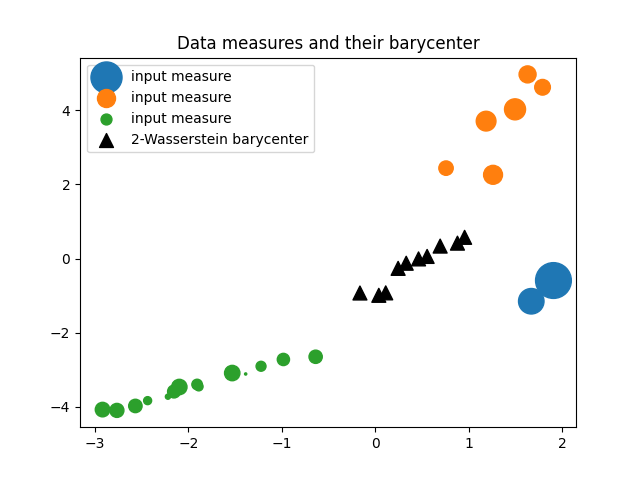 Data measures and their barycenter
input measure
input measure
input measure
2-Wasserstein barycenter
4
2
0
−2
−4
−3
−2
−1
0
1
2